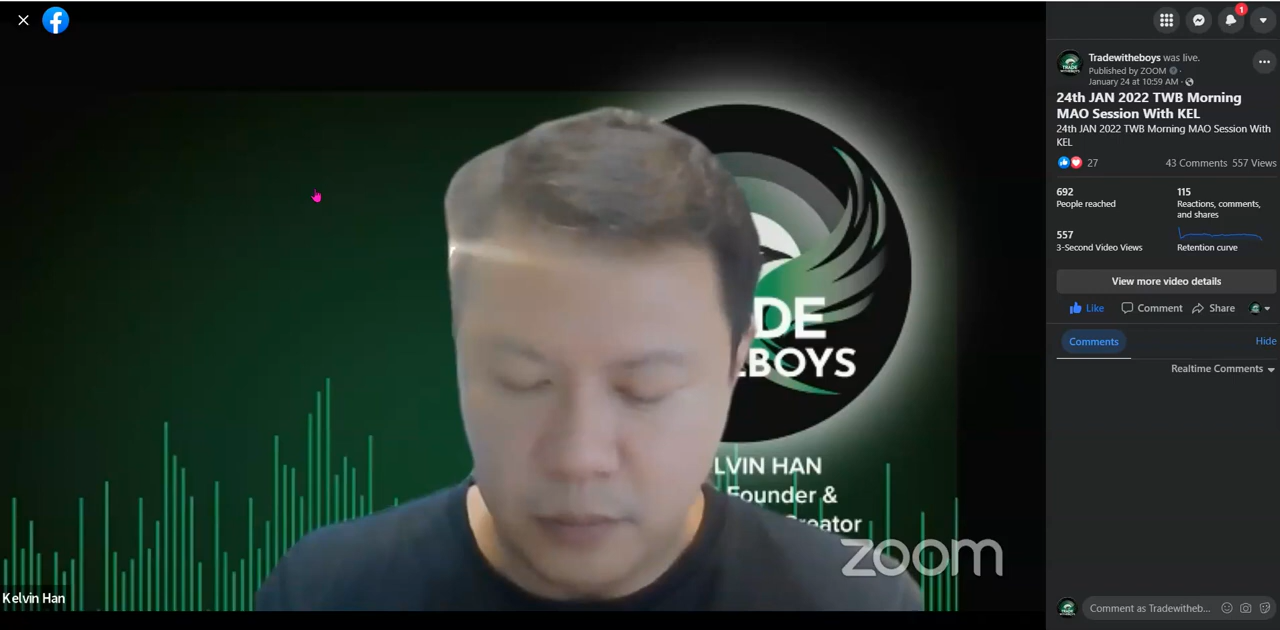 DE
BOYS
LVIN HAN
Founder &
zoom
Kelvin Han
1
Tradewitheboys was live.
Published by ZOOM
January 24 at 10:59 AM ·
24th JAN 2022 TWB Morning
MAO Session With KEL
24th JAN 2022 TWB Morning MAO Session With
KEL
27 43 Comments 557 Views
692 115
People reached Reactions, comments,
and shares
557
3-Second Video Views Retention curve
View more video details
Like Comment Share
Comments Hide
Realtime Comments
Comment as Tradewitheb...